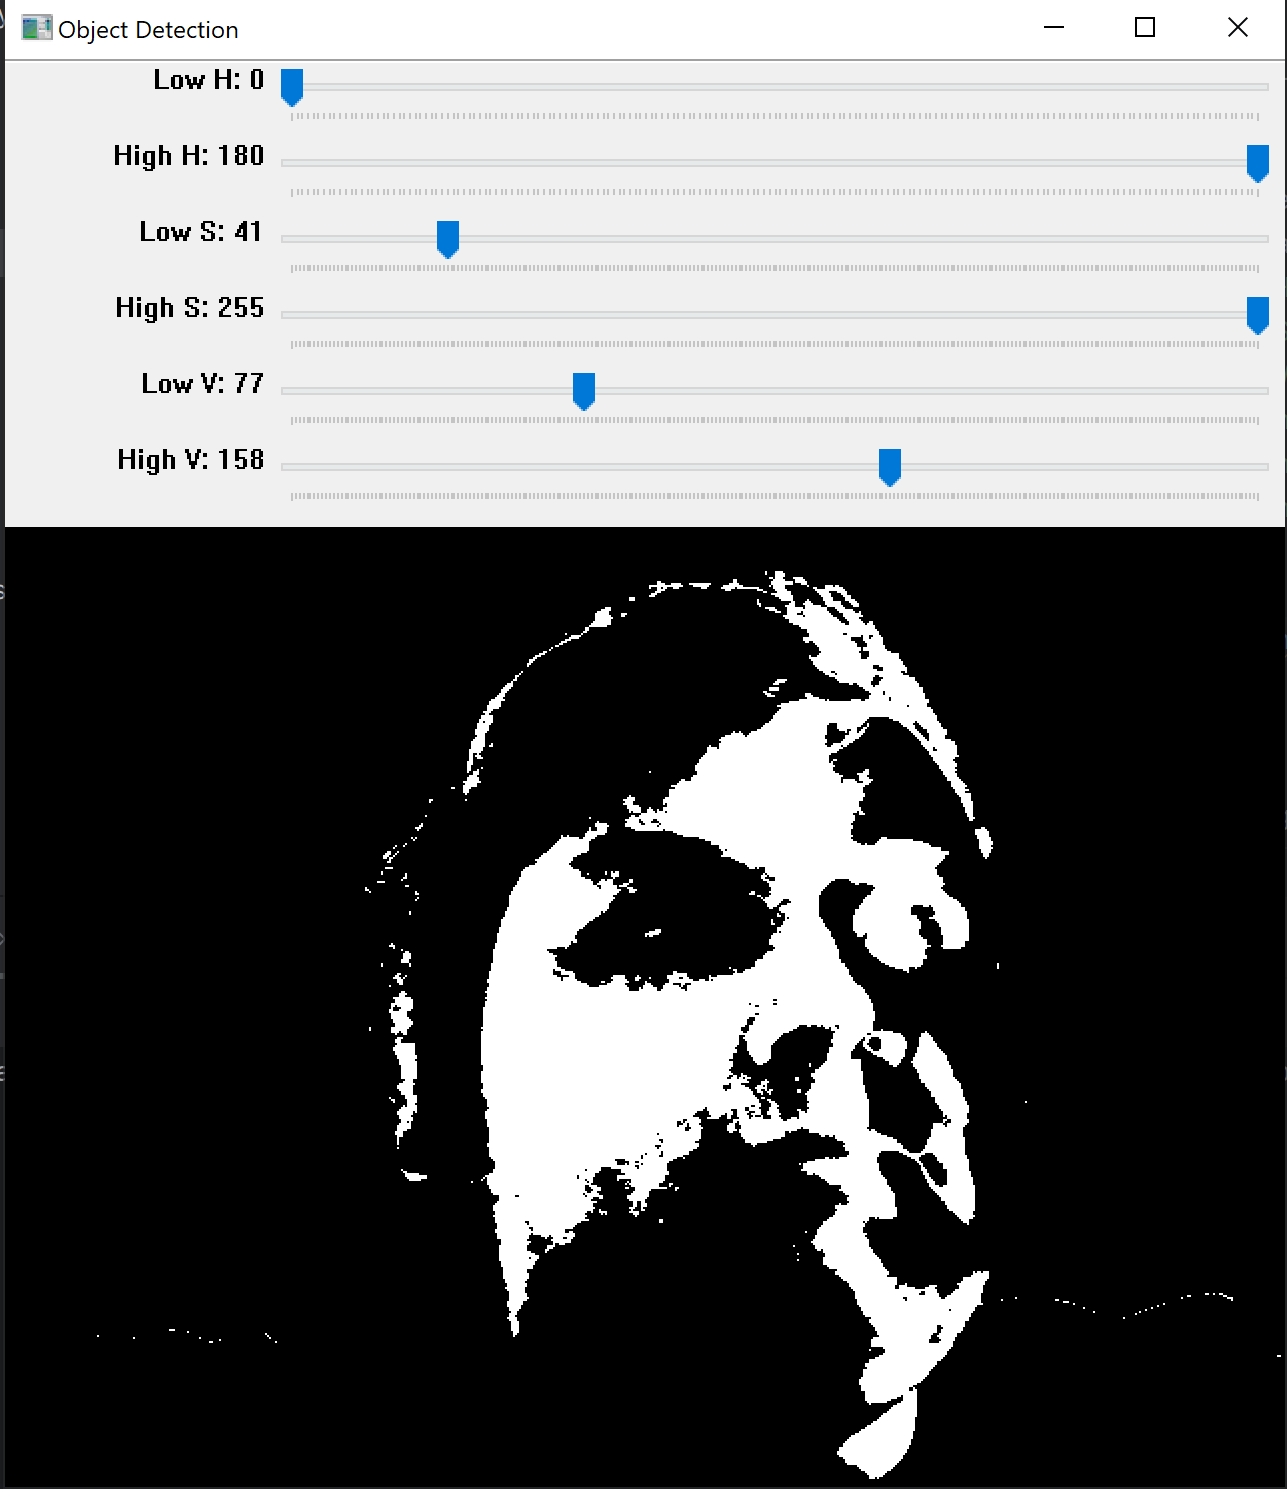 Object Detection
Low H: 0
High H: 180
Low S: 41
High S: 255
Low V: 77
High V: 158